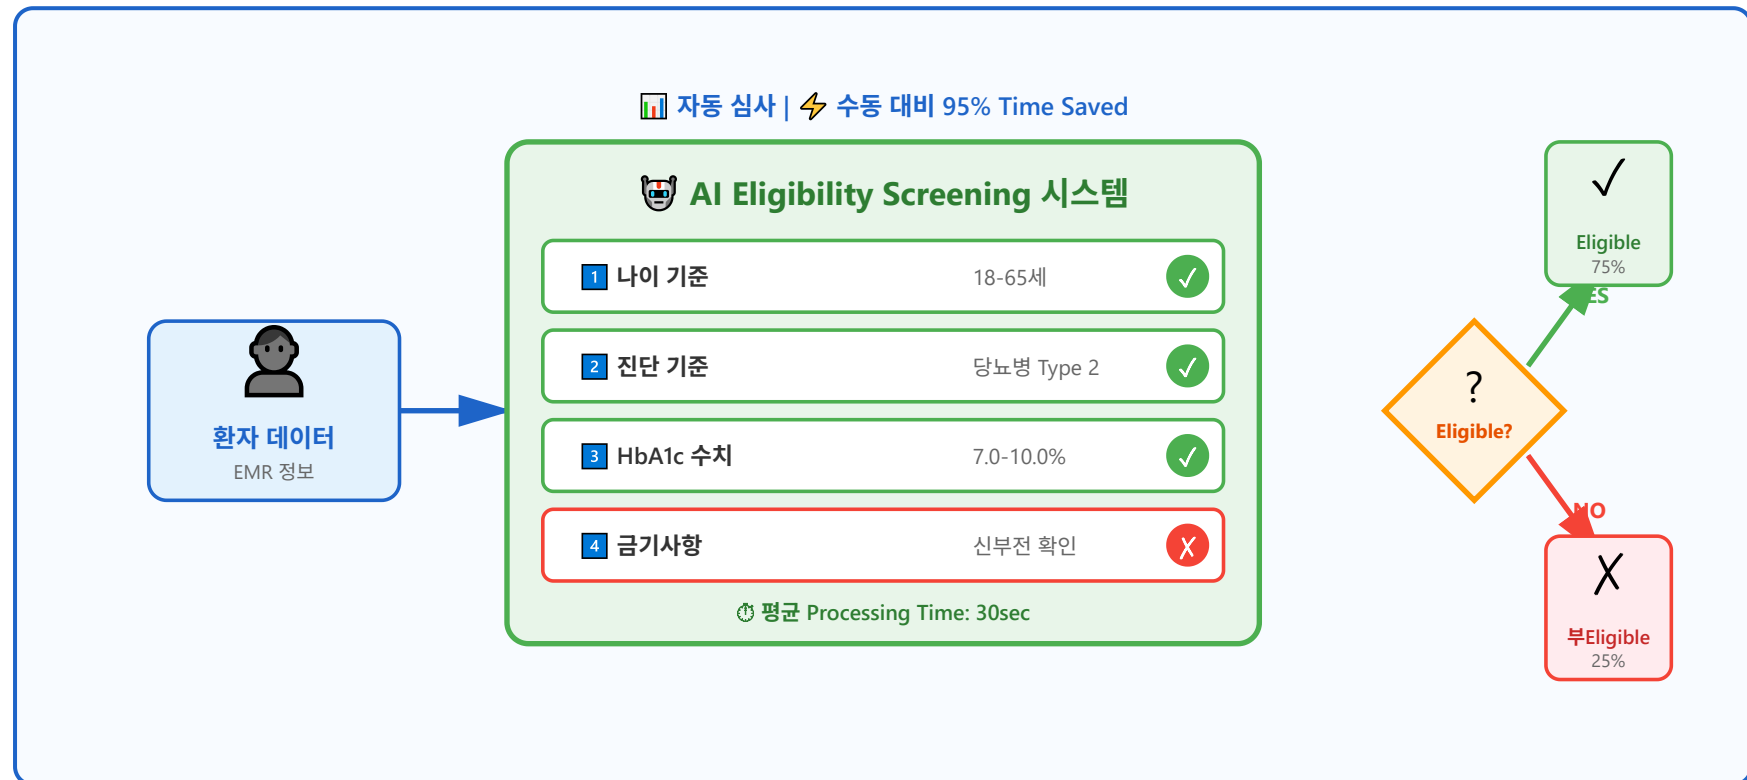 📊 자동 심사 | ⚡ 수동 대비 95% Time Saved
🤖 AI Eligibility Screening 시스템
1 나이 기준 18-65세 ✓
2 진단 기준 당뇨병 Type 2 ✓
3 HbA1c 수치 7.0-10.0% ✓
4 금기사항 신부전 확인 ✗
⏱ 평균 Processing Time: 30sec
환자 데이터
EMR 정보
?
Eligible?
✓
Eligible
75%
NO
✗
부Eligible
25%